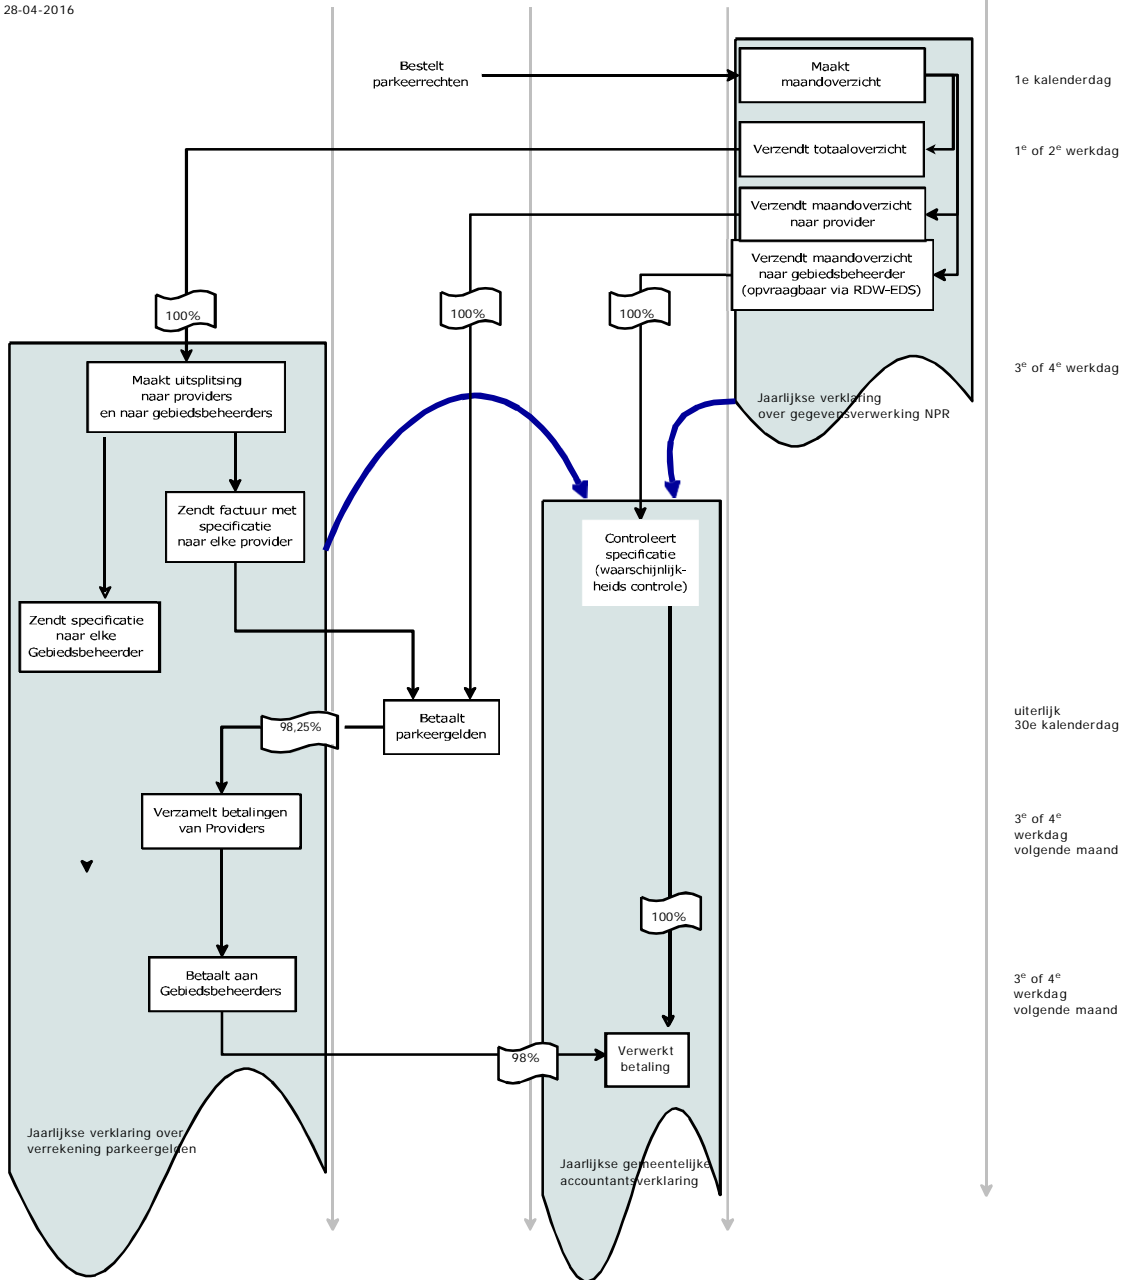 28-04-2016
Bestelt
parkeerrechten
Maakt
maandoverzicht
1e kalenderdag
Verzendt totaaloverzicht
1e of 2e werkdag
Verzendt maandoverzicht
naar provider
Verzendt maandoverzicht
naar gebiedsbeheerder
(opvraagbaar via RDW-EDS)
100%
100%
100%
3e of 4e werkdag
Maakt uitsplitsing
naar providers
en naar gebiedsbeheerders
Jaarlijkse verklaring
over gegevensverwerking NPR
Zendt factuur met
specificatie
naar elke provider
Controleert
specificatie
(waarschijnlijk-
heids controle)
Zendt specificatie
naar elke
Gebiedsbeheerder
Betaalt
parkeergelden
98,25%
uiterlijk
30e kalenderdag
Verzamelt betalingen
van Providers
3e of 4e
werkdag
volgende maand
100%
Betaalt aan
Gebiedsbeheerders
3e of 4e
werkdag
volgende maand
98%
Verwerkt
betaling
Jaarlijkse verklaring over
verrekening parkeergelden
Jaarlijkse gemeentelijke
accountantsverklaring